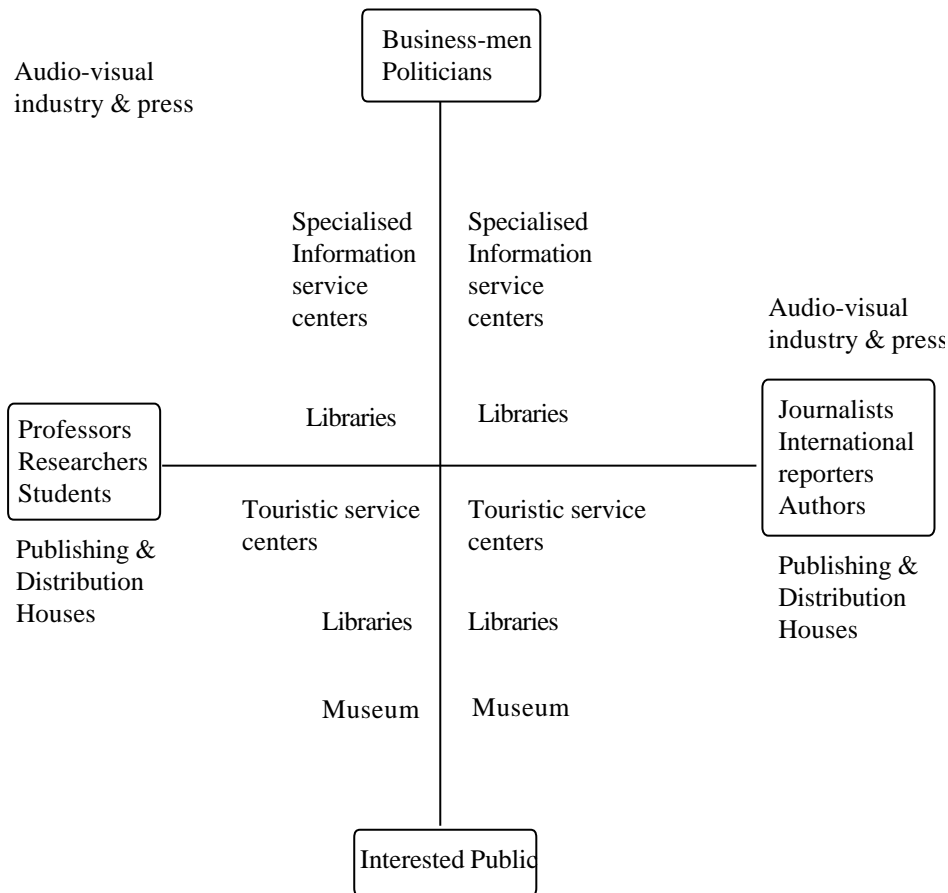 Business-men
Politicians
Audio-visual
industry & press
Specialised
Information
service
centers
Specialised
Information
service
centers
Audio-visual
industry & press
Libraries
Libraries
Professors
Researchers
Students
Journalists
International
reporters
Authors
Touristic service
centers
Touristic service
centers
Publishing &
Distribution
Houses
Publishing &
Distribution
Houses
Libraries
Libraries
Museum
Museum
Interested Public